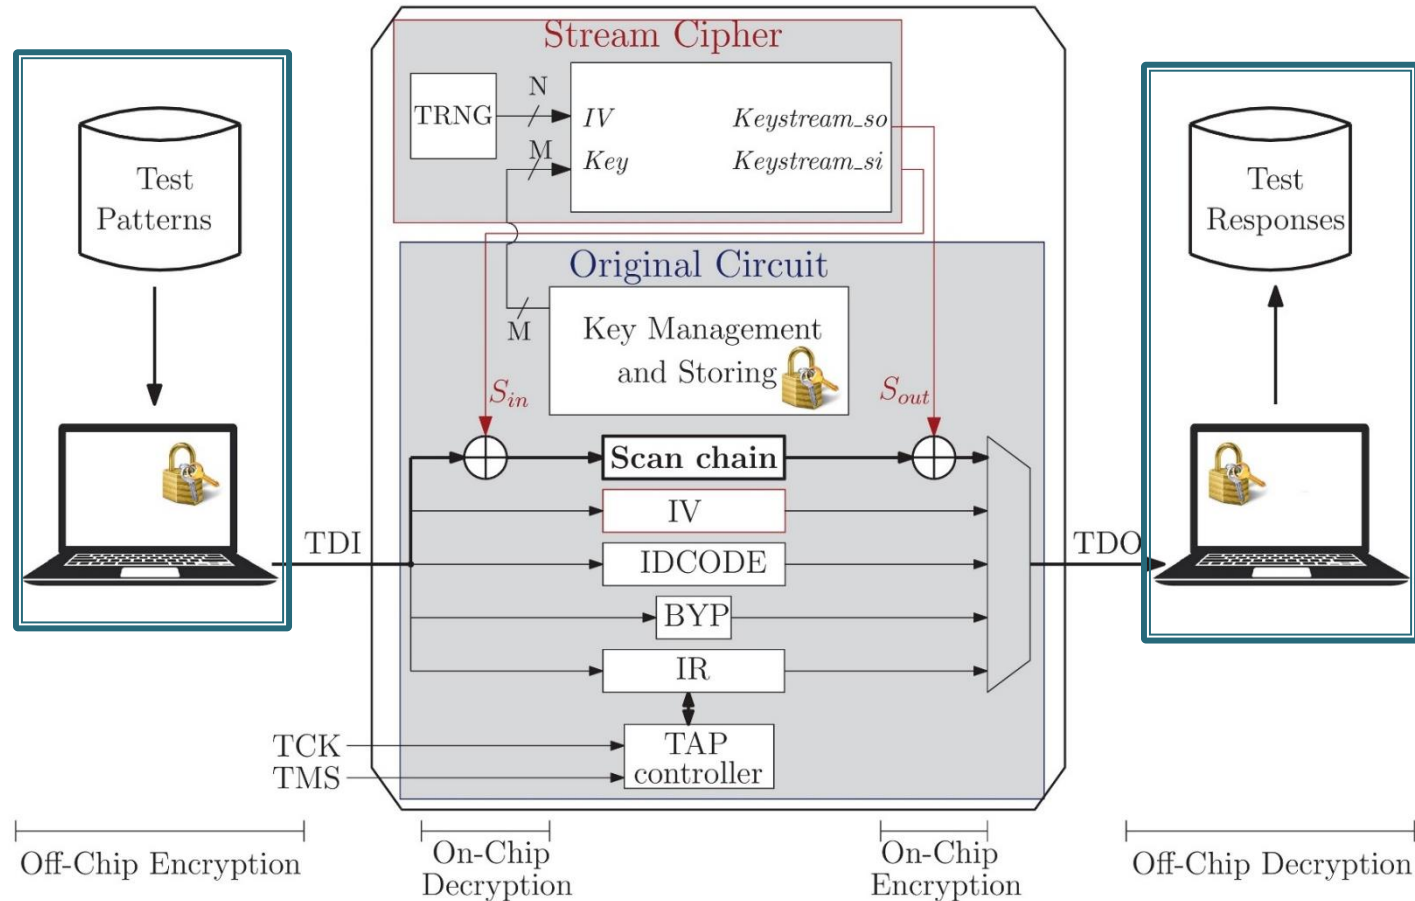 Stream Cipher
TRNG
N
M
IV
Key
Keystream_so
Keystream_si
Test
Patterns
Test
Responses
Original Circuit
M
Key Management
and Storing
S_in
S_out
Scan chain
IV
TDI
IDCODE
TDO
BYP
IR
TCK
TMS
TAP
controller
Off-Chip Encryption
On-Chip
Decryption
On-Chip
Encryption
Off-Chip Decryption